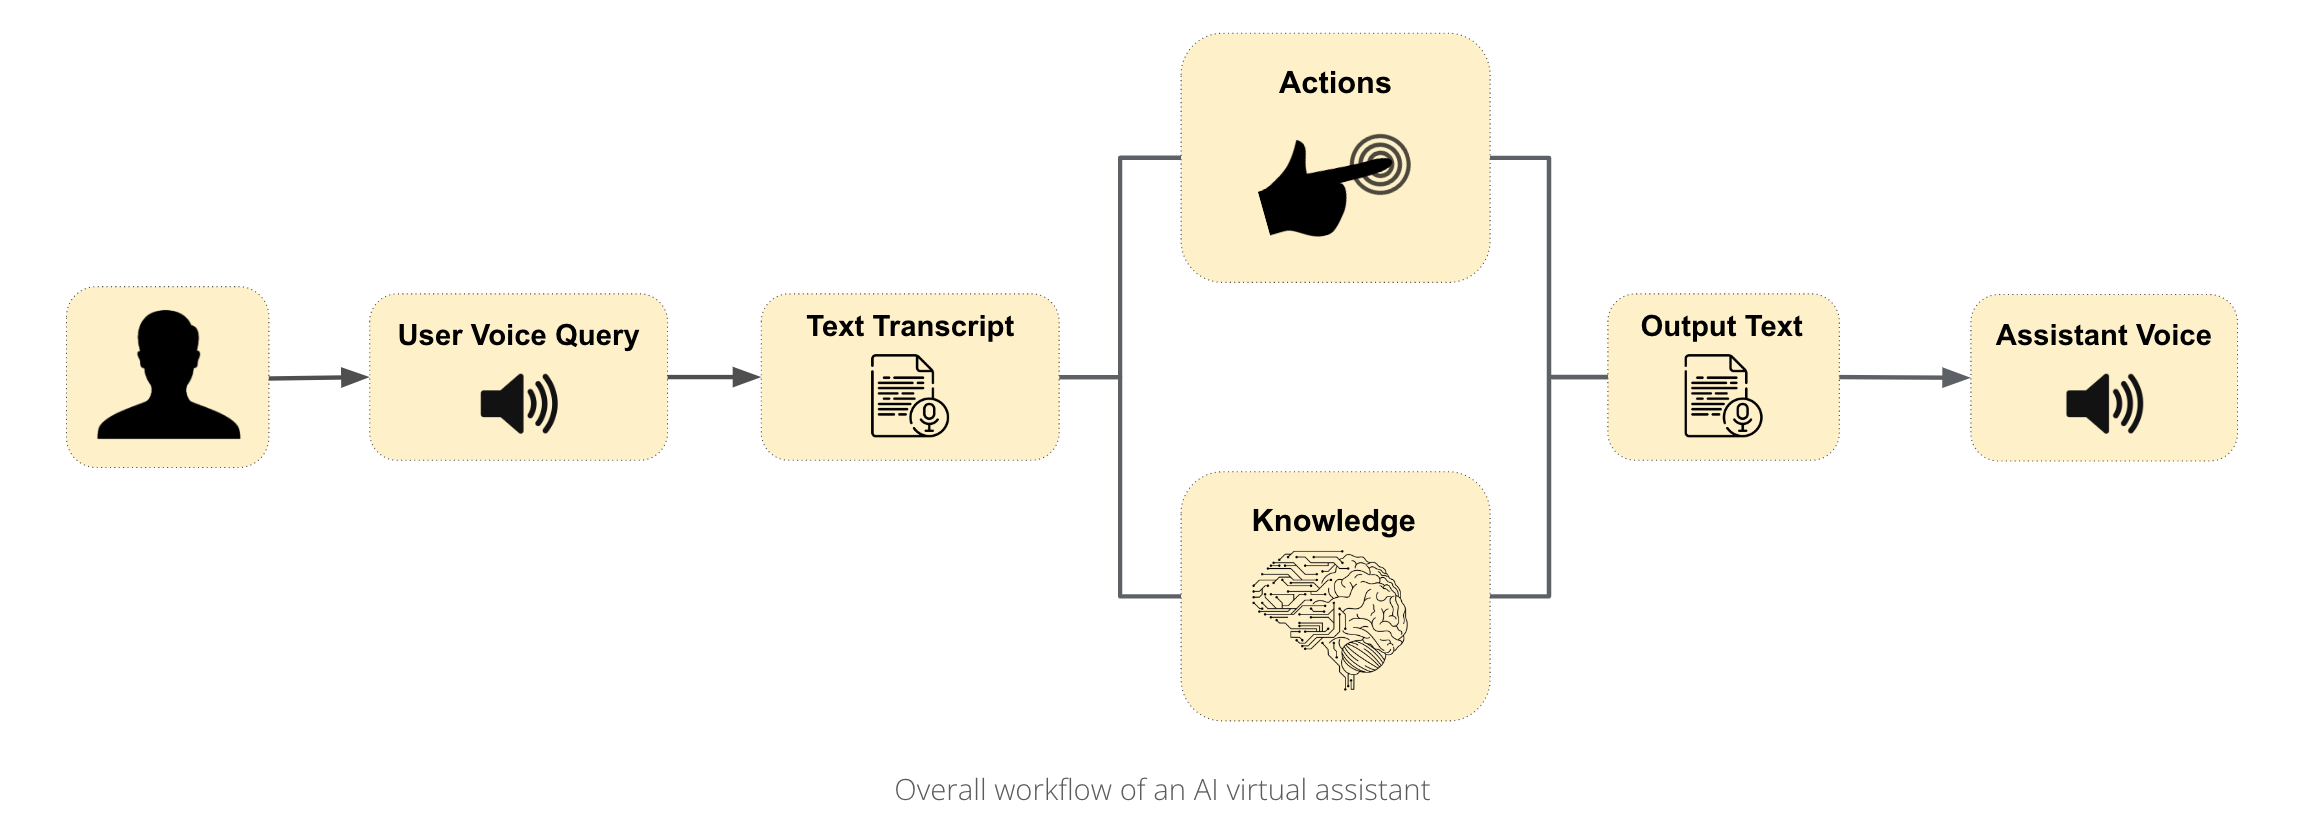 Actions
User Voice Query
Text Transcript
Output Text
Assistant Voice
Knowledge
Overall workflow of an AI virtual assistant